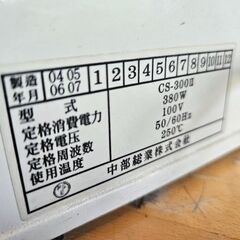 製造年月 04 05 06 07 1 2 3 4 5 6 7 8 9 10 11 12
型式 CS-300Ⅱ
定格消費電力 380W
定格電圧 100V
定格周波数 50/60Hz
使用温度 250℃
中部総業株式会社